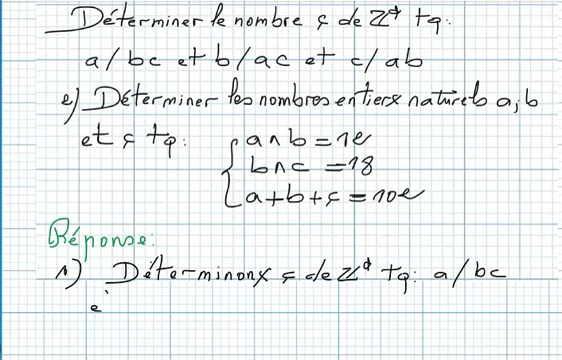 Déterminer le nombre c de ℤ* tq:
a/bc et b/ac et c/ab
2) Déterminer les nombres entiers naturels a, b
et c tq: { a∧b = 12
b∧c = 18
a+b+c = 102
Réponse:
1) Déterminons c de ℤ* tq: a/bc
e